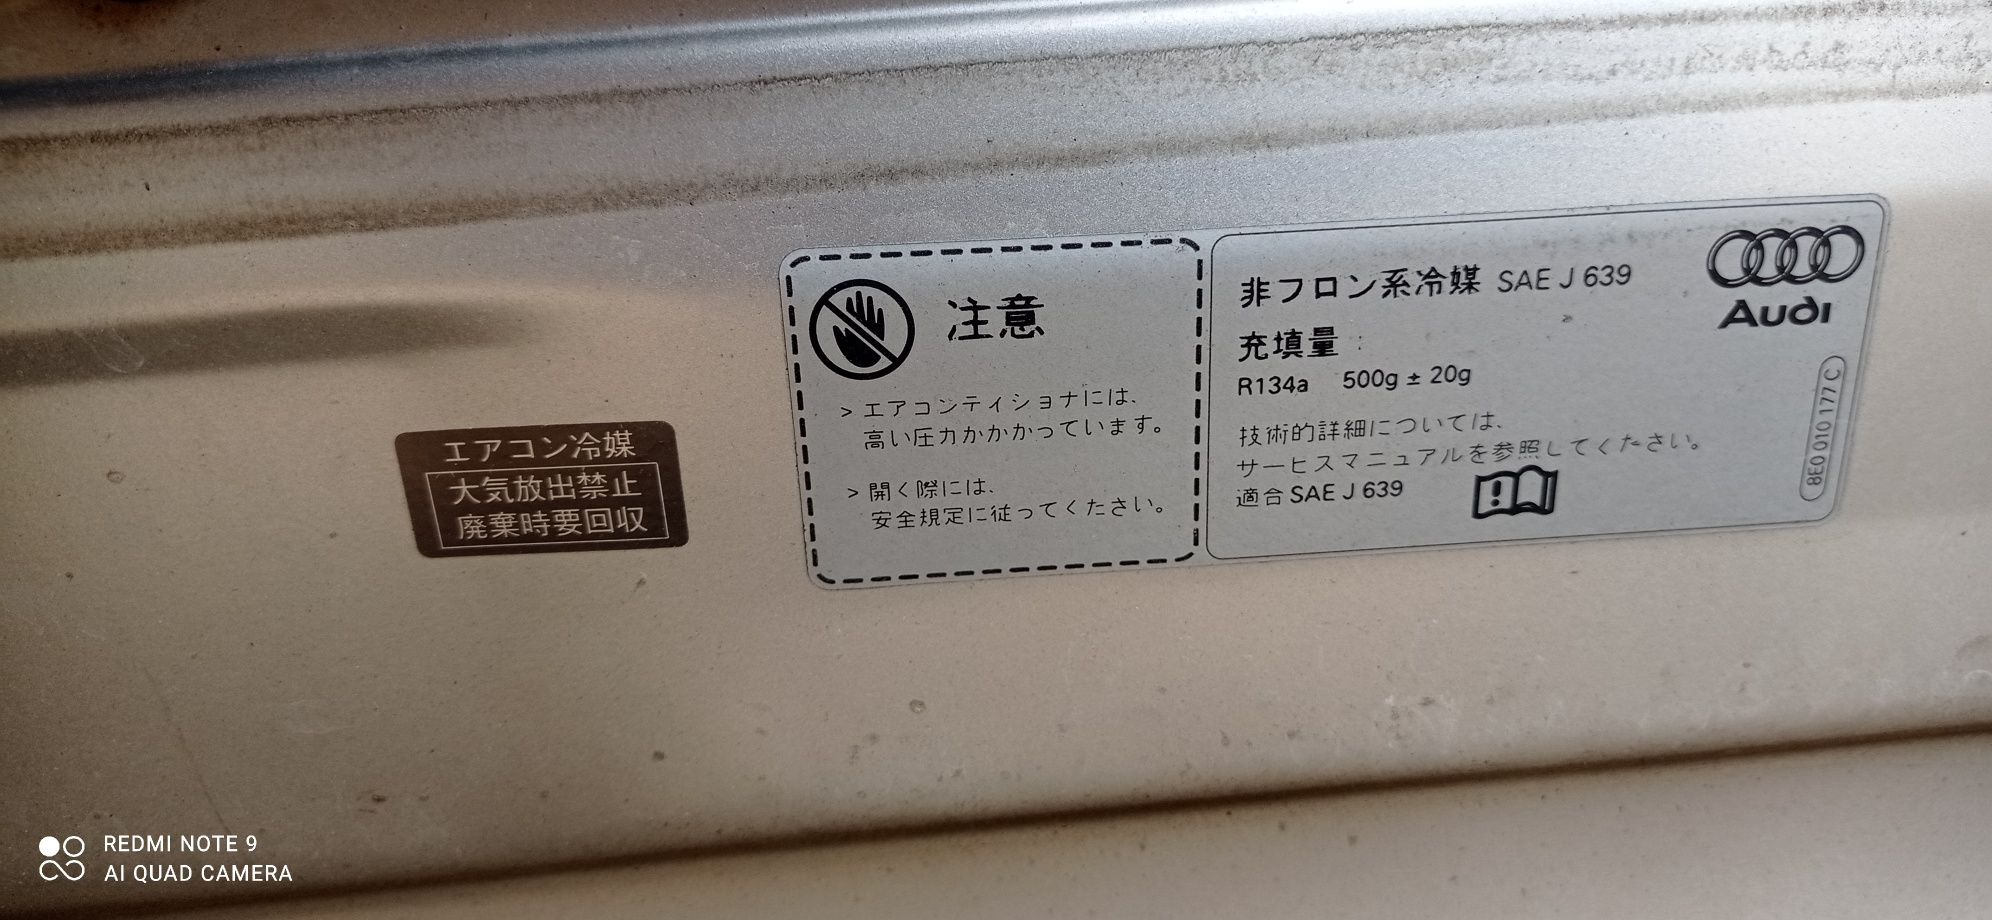 エアコン冷媒
大気放出禁止
廃棄時要回収
注意
> エアコンティショナには、
高い圧力かかかっています。
> 開く際には、
安全規定に従ってくたさい。
非フロン系冷媒 SAE J 639
充填量 :
R134a 500g ± 20g
技術的詳細については、
サーヒスマニュアルを参照してくたさい。
適合 SAE J 639
Audi
8E0 010 177 C
REDMI NOTE 9
AI QUAD CAMERA